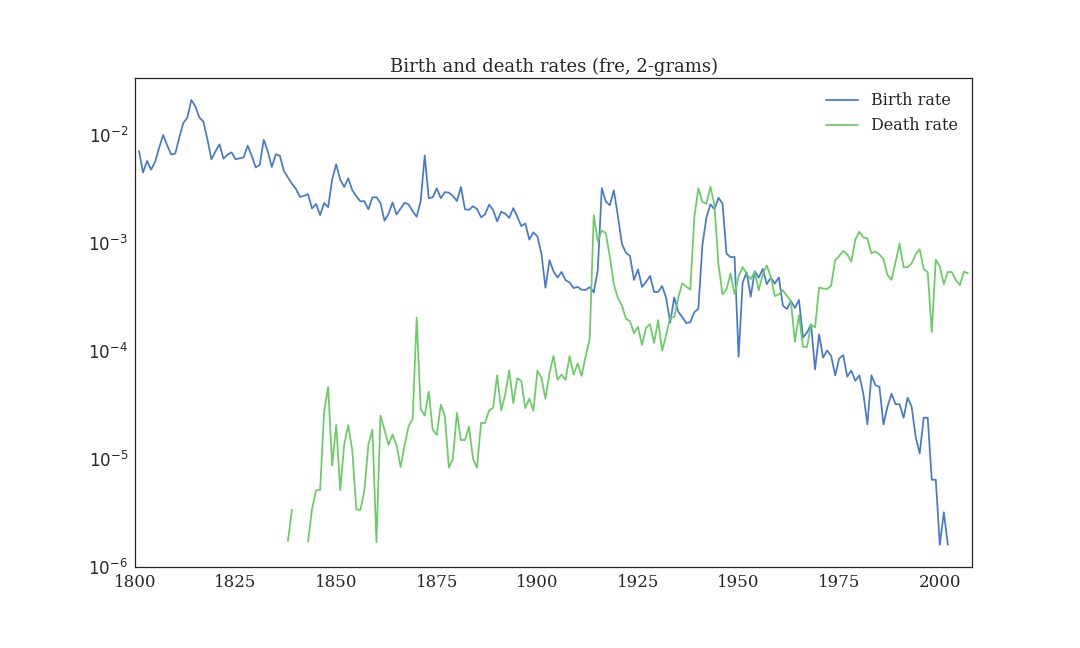 Birth and death rates (fre, 2-grams)
Birth rate
Death rate
10⁻²
10⁻³
10⁻⁴
10⁻⁵
10⁻⁶
1800 1825 1850 1875 1900 1925 1950 1975 2000